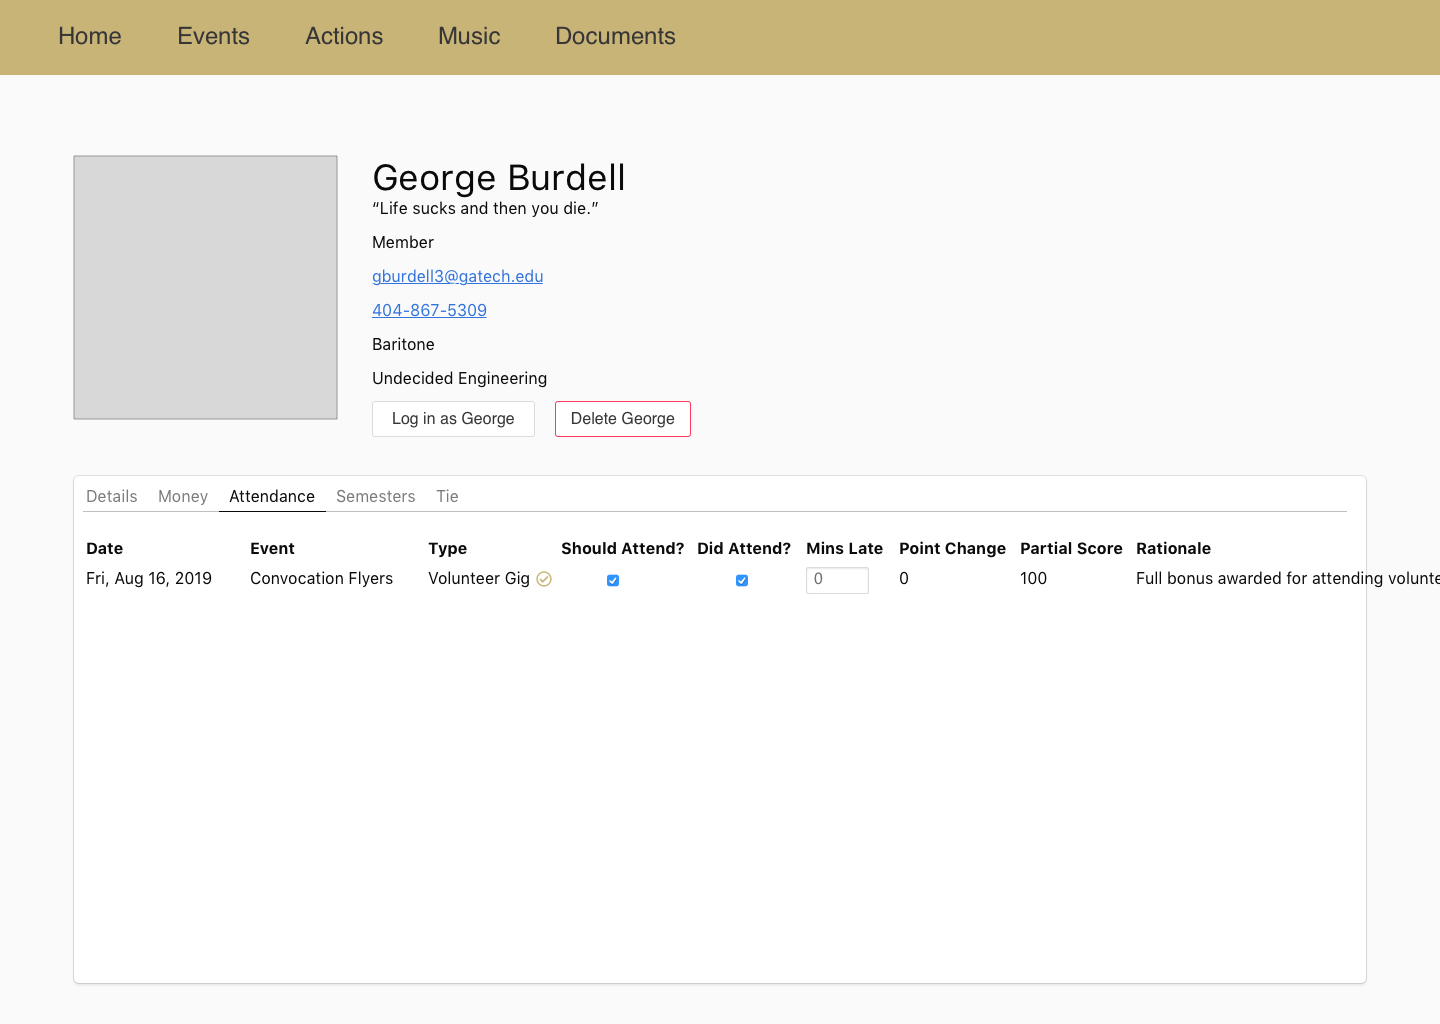 Home Events Actions Music Documents
George Burdell
“Life sucks and then you die.”
Member
gburdell3@gatech.edu
404-867-5309
Baritone
Undecided Engineering
Log in as George Delete George
Details Money Attendance Semesters Tie
Date Event Type Should Attend? Did Attend? Mins Late Point Change Partial Score Rationale
Fri, Aug 16, 2019 Convocation Flyers Volunteer Gig 0 0 100 Full bonus awarded for attending